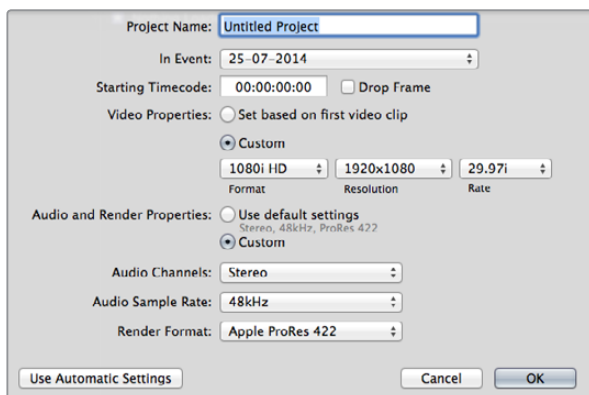 Project Name: Untitled Project
In Event: 25-07-2014
Starting Timecode: 00:00:00:00 Drop Frame
Video Properties: Set based on first video clip
Custom
1080i HD 1920x1080 29.97i
Format Resolution Rate
Audio and Render Properties: Use default settings
Stereo, 48kHz, ProRes 422
Custom
Audio Channels: Stereo
Audio Sample Rate: 48kHz
Render Format: Apple ProRes 422
Use Automatic Settings Cancel OK